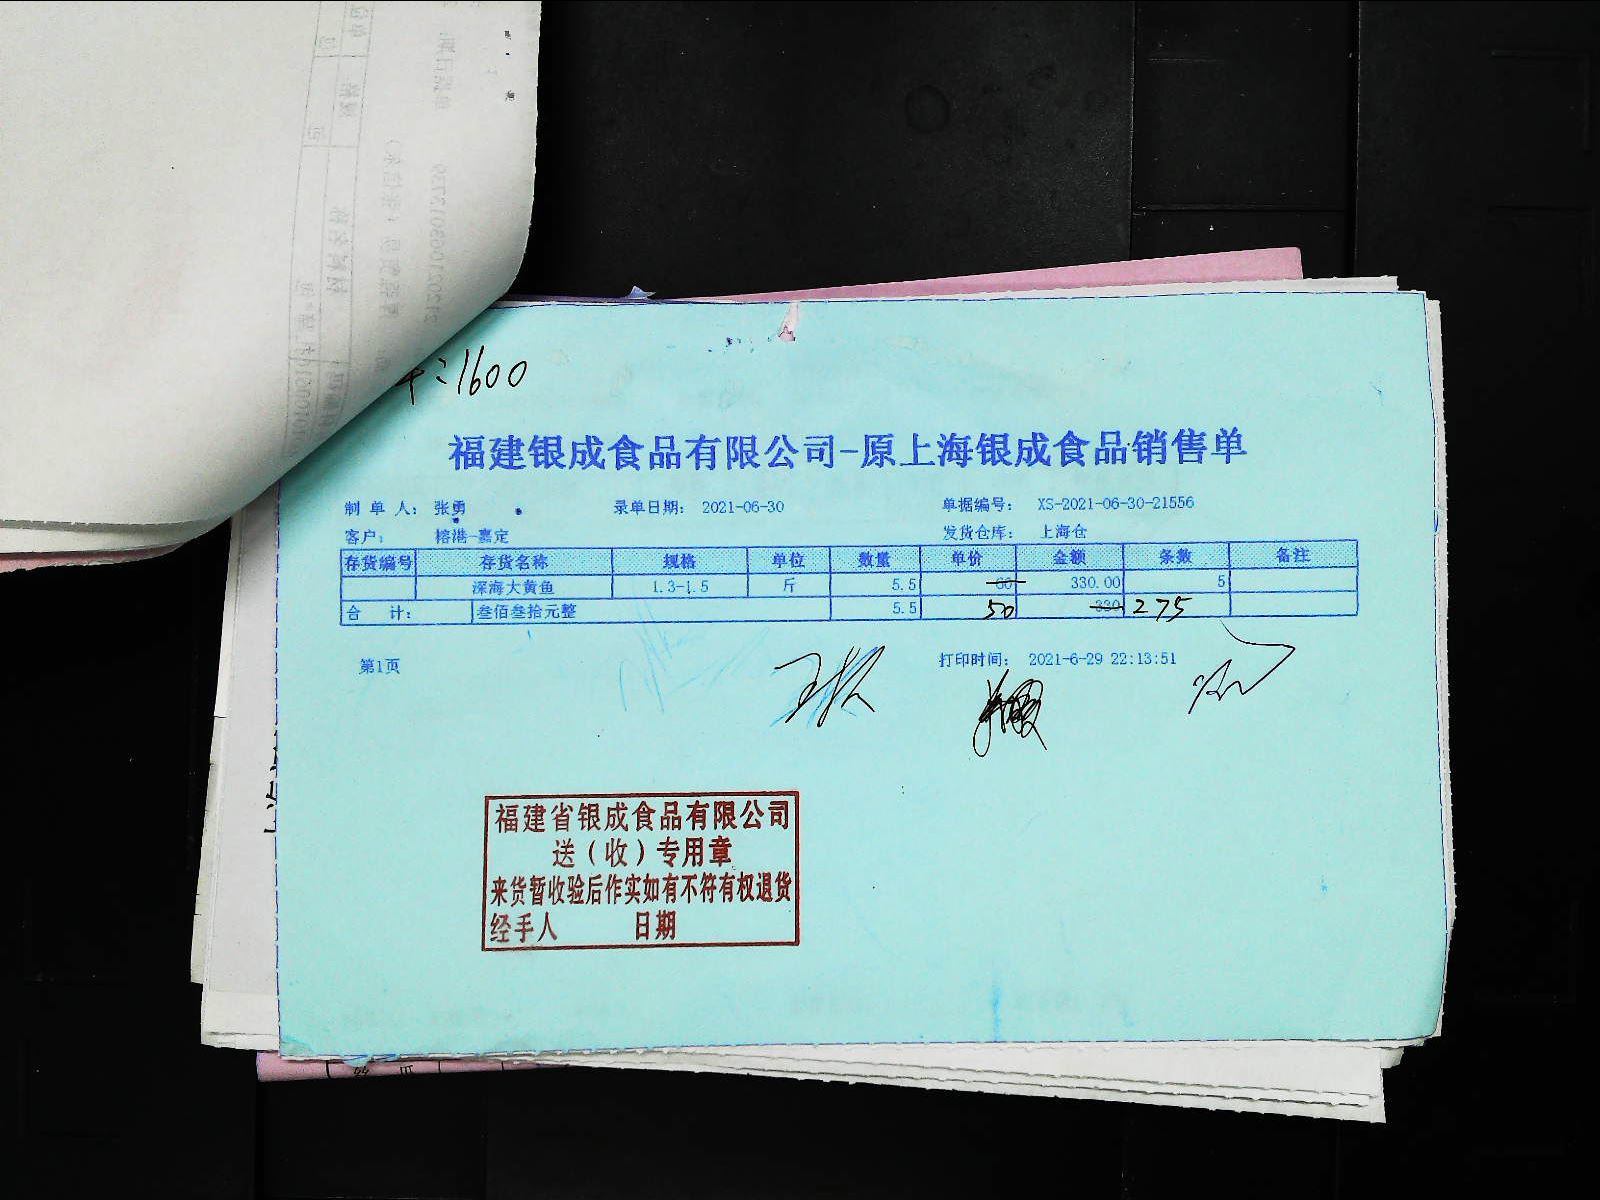 :1600
福建银成食品有限公司-原上海银成食品销售单
制 单 人: 张勇 录单日期: 2021-06-30 单据编号: XS-2021-06-30-21556
客户: 榕港-嘉定 发货仓库: 上海仓
存货编号 存货名称 规格 单位 数量 单价 金额 条数 备注
深海大黄鱼 1.3-1.5 斤 5.5 60 330.00 5
合 计: 叁佰叁拾元整 5.5 50 330 275
第1页 打印时间: 2021-6-29 22:13:51
福建省银成食品有限公司
送（收）专用章
来货暂收验后作实如有不符有权退货
经手人 日期